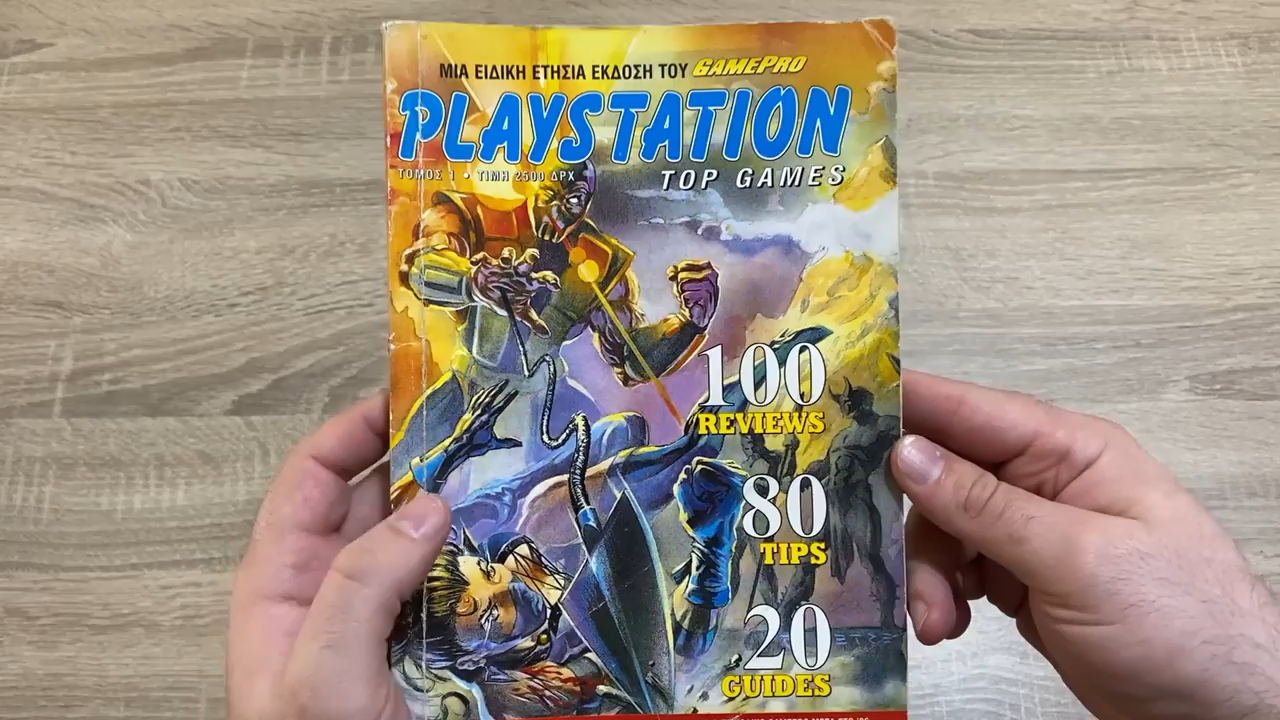 ΜΙΑ ΕΙΔΙΚΗ ΕΤΗΣΙΑ ΕΚΔΟΣΗ ΤΟΥ GAMEPRO
PLAYSTATION
ΤΟΜΟΣ 1 • ΤΙΜΗ 2500 ΔΡΧ
TOP GAMES
100
REVIEWS
80
TIPS
20
GUIDES